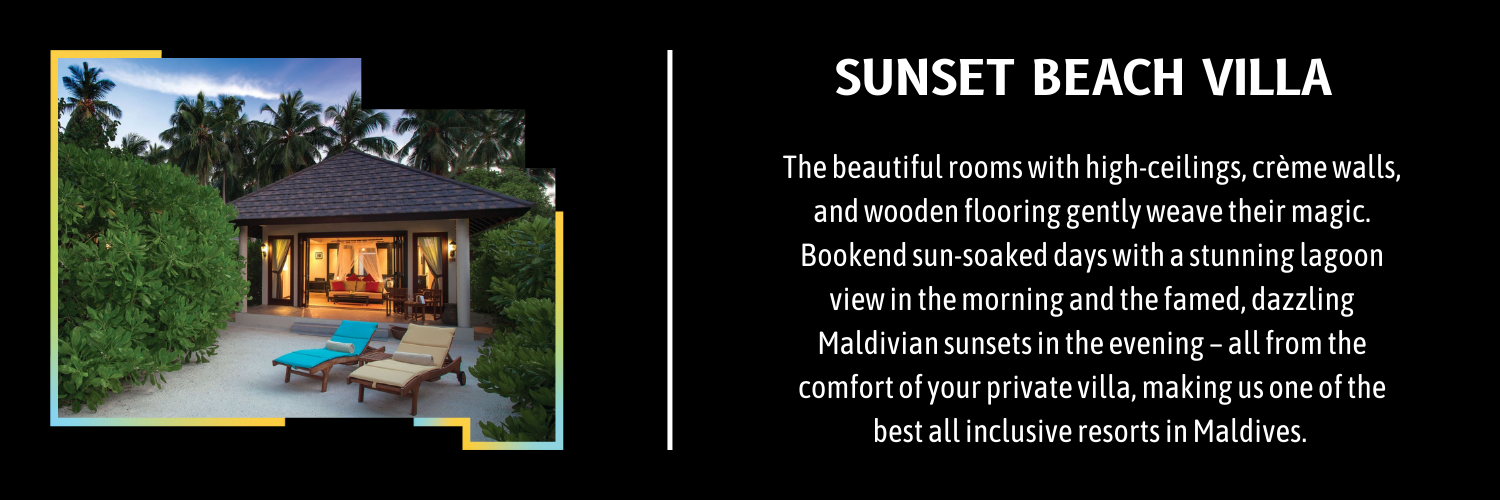 SUNSET BEACH VILLA
The beautiful rooms with high-ceilings, crème walls,
and wooden flooring gently weave their magic.
Bookend sun-soaked days with a stunning lagoon
view in the morning and the famed, dazzling
Maldivian sunsets in the evening – all from the
comfort of your private villa, making us one of the
best all inclusive resorts in Maldives.